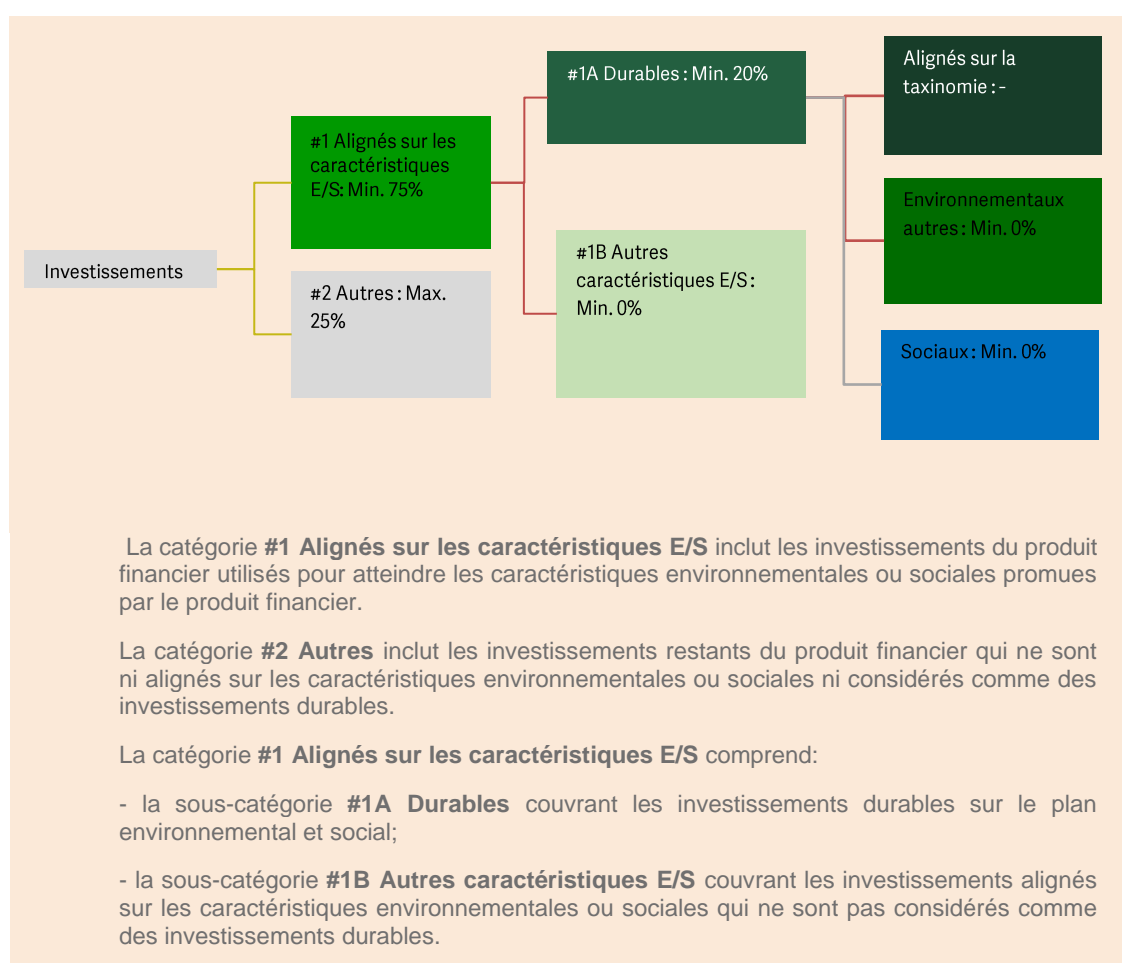 Investissements
#1 Alignés sur les
caractéristiques
E/S: Min. 75%
#2 Autres : Max.
25%
#1A Durables : Min. 20%
#1B Autres
caractéristiques E/S :
Min. 0%
Alignés sur la
taxinomie : -
Environnementaux
autres : Min. 0%
Sociaux : Min. 0%
La catégorie #1 Alignés sur les caractéristiques E/S inclut les investissements du produit
financier utilisés pour atteindre les caractéristiques environnementales ou sociales promues
par le produit financier.
La catégorie #2 Autres inclut les investissements restants du produit financier qui ne sont
ni alignés sur les caractéristiques environnementales ou sociales ni considérés comme des
investissements durables.
La catégorie #1 Alignés sur les caractéristiques E/S comprend:
- la sous-catégorie #1A Durables couvrant les investissements durables sur le plan
environnemental et social;
- la sous-catégorie #1B Autres caractéristiques E/S couvrant les investissements alignés
sur les caractéristiques environnementales ou sociales qui ne sont pas considérés comme
des investissements durables.